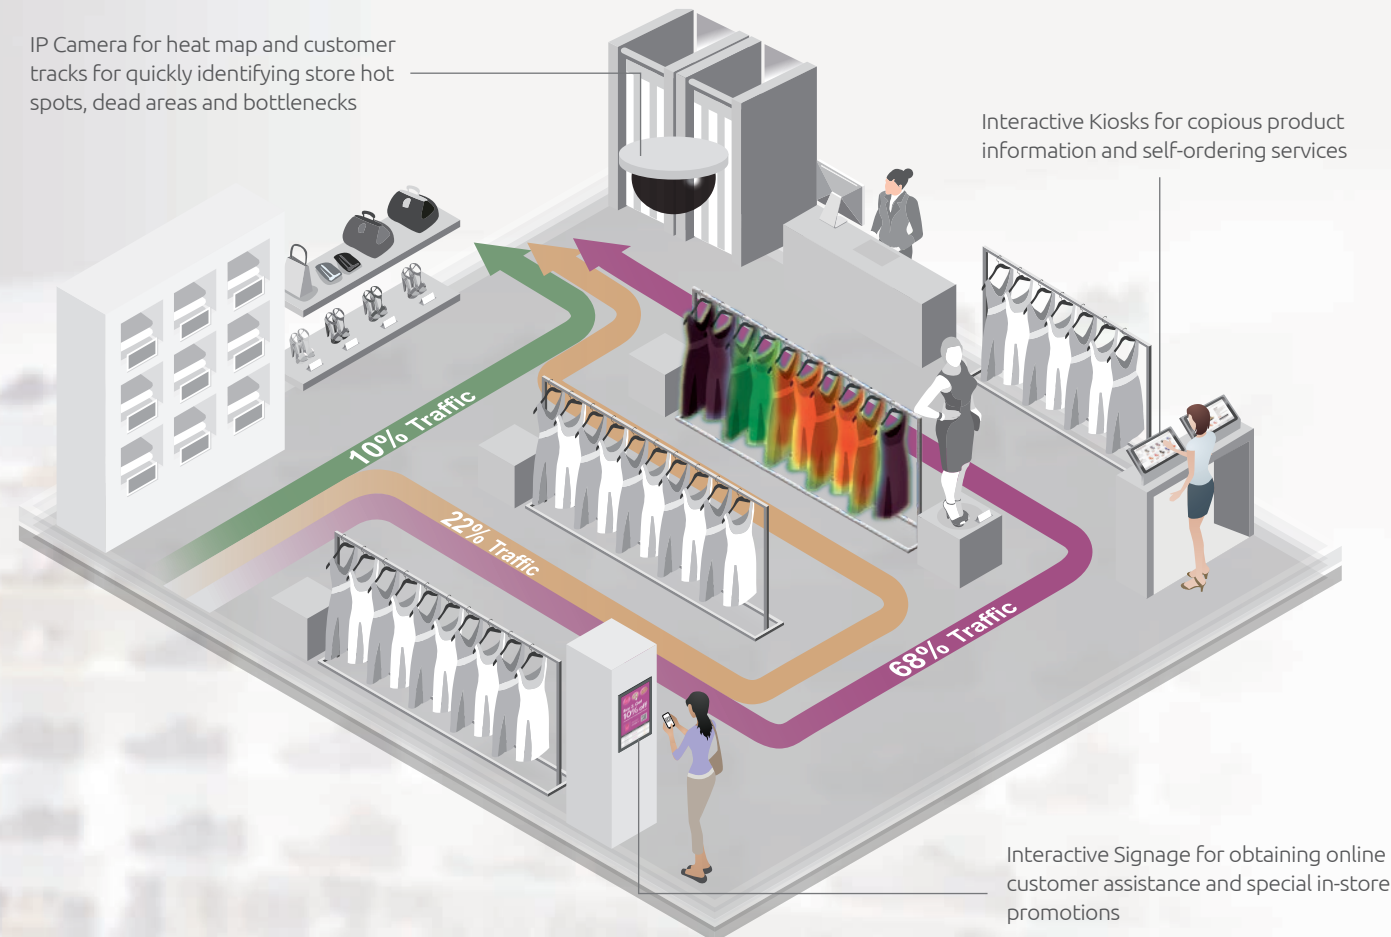 IP Camera for heat map and customer
tracks for quickly identifying store hot
spots, dead areas and bottlenecks
Interactive Kiosks for copious product
information and self-ordering services
10% Traffic
22% Traffic
68% Traffic
10% OFF
Interactive Signage for obtaining online
customer assistance and special in-store
promotions